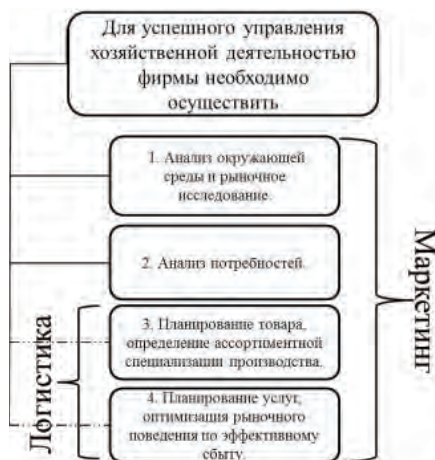 Для успешного управления
хозяйственной деятельностью
фирмы необходимо
осуществить
1. Анализ окружающей
среды и рыночное
исследование.
2. Анализ потребностей.
3. Планирование товара,
определение ассортиментной
специализации производства.
4. Планирование услуг,
оптимизация рыночного
поведения по эффективному
сбыту.
Логистика
Маркетинг